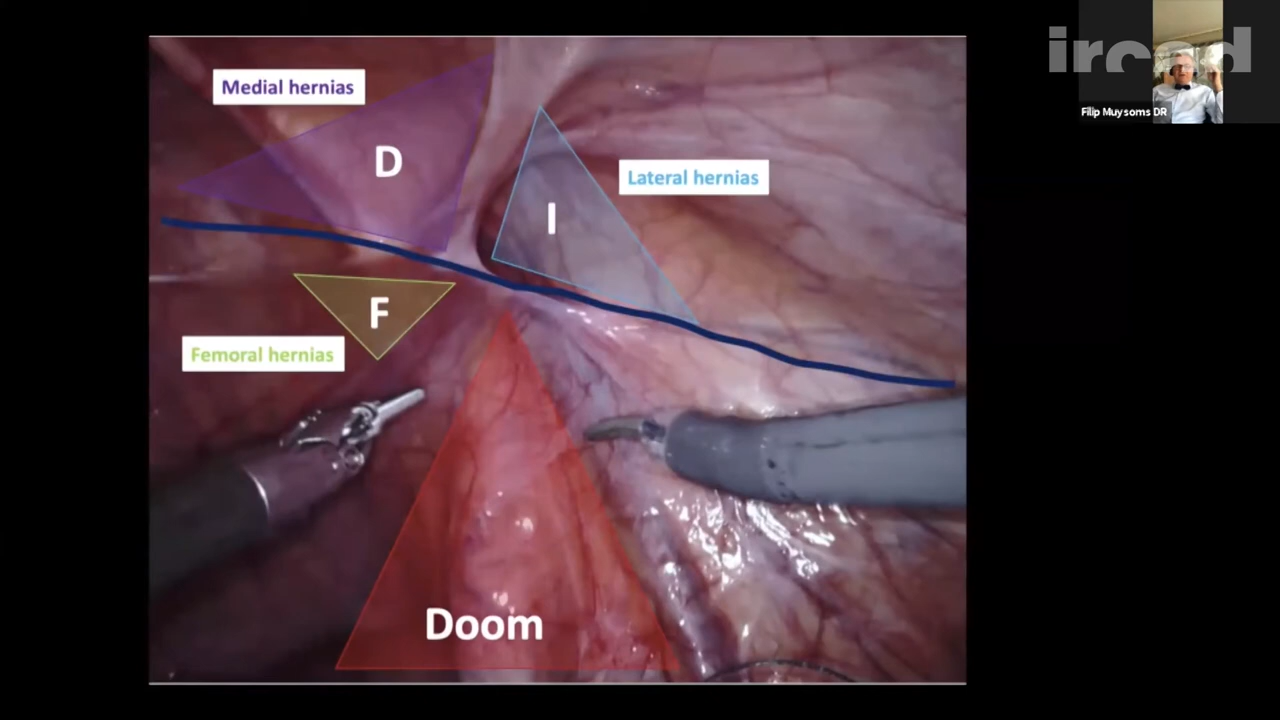 ircad
Filip Muysoms DR
Medial hernias
D
Lateral hernias
I
F
Femoral hernias
Doom